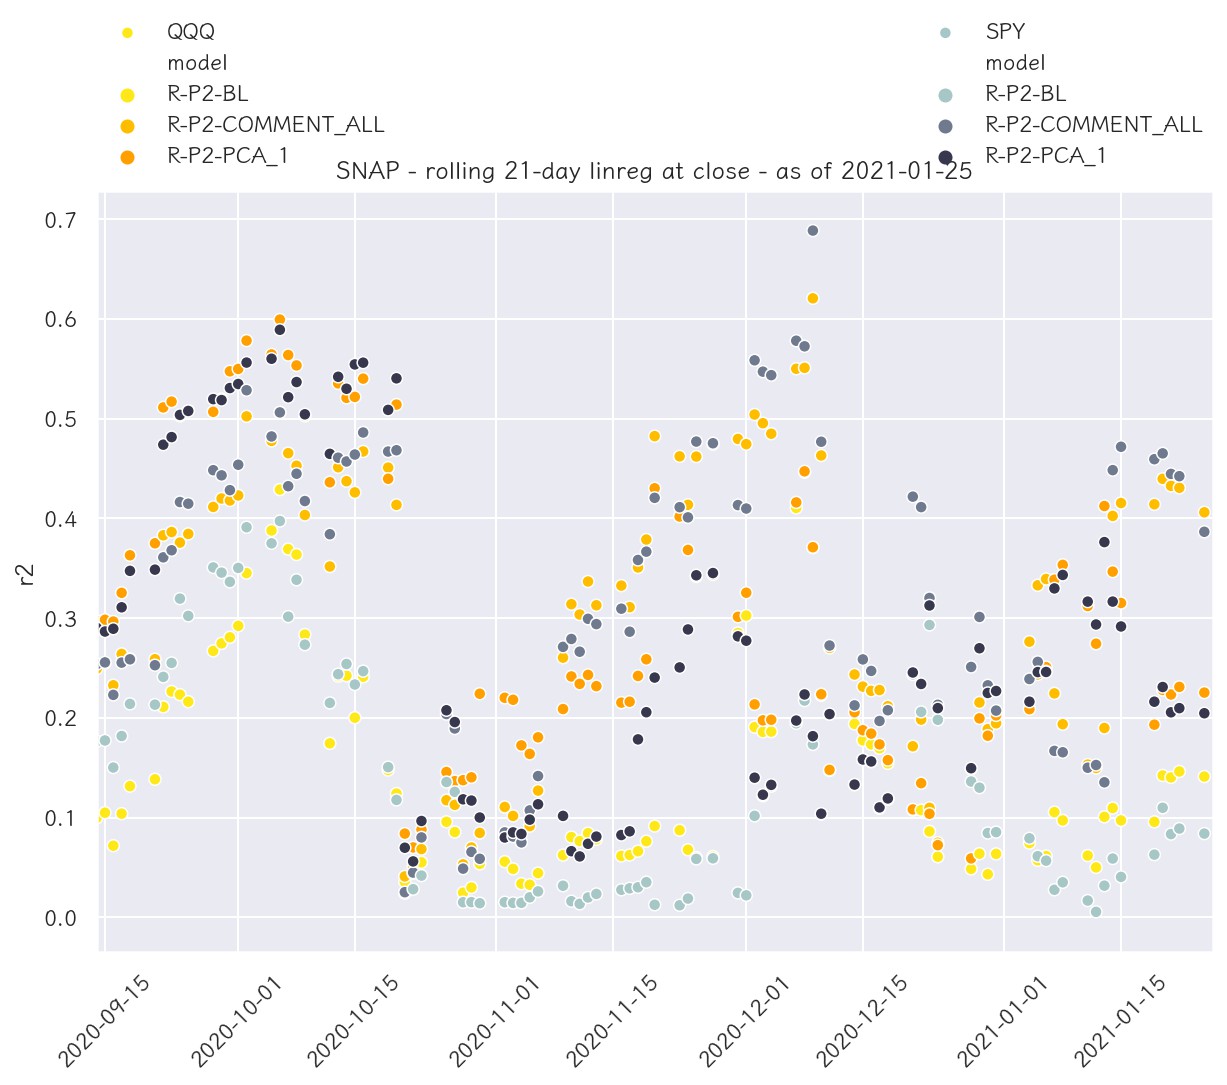 QQQ
model
R-P2-BL
R-P2-COMMENT_ALL
R-P2-PCA_1
SPY
model
R-P2-BL
R-P2-COMMENT_ALL
R-P2-PCA_1
SNAP - rolling 21-day linreg at close - as of 2021-01-25
r2
0.7
0.6
0.5
0.4
0.3
0.2
0.1
0.0
2020-09-15
2020-10-01
2020-10-15
2020-11-01
2020-11-15
2020-12-01
2020-12-15
2021-01-01
2021-01-15